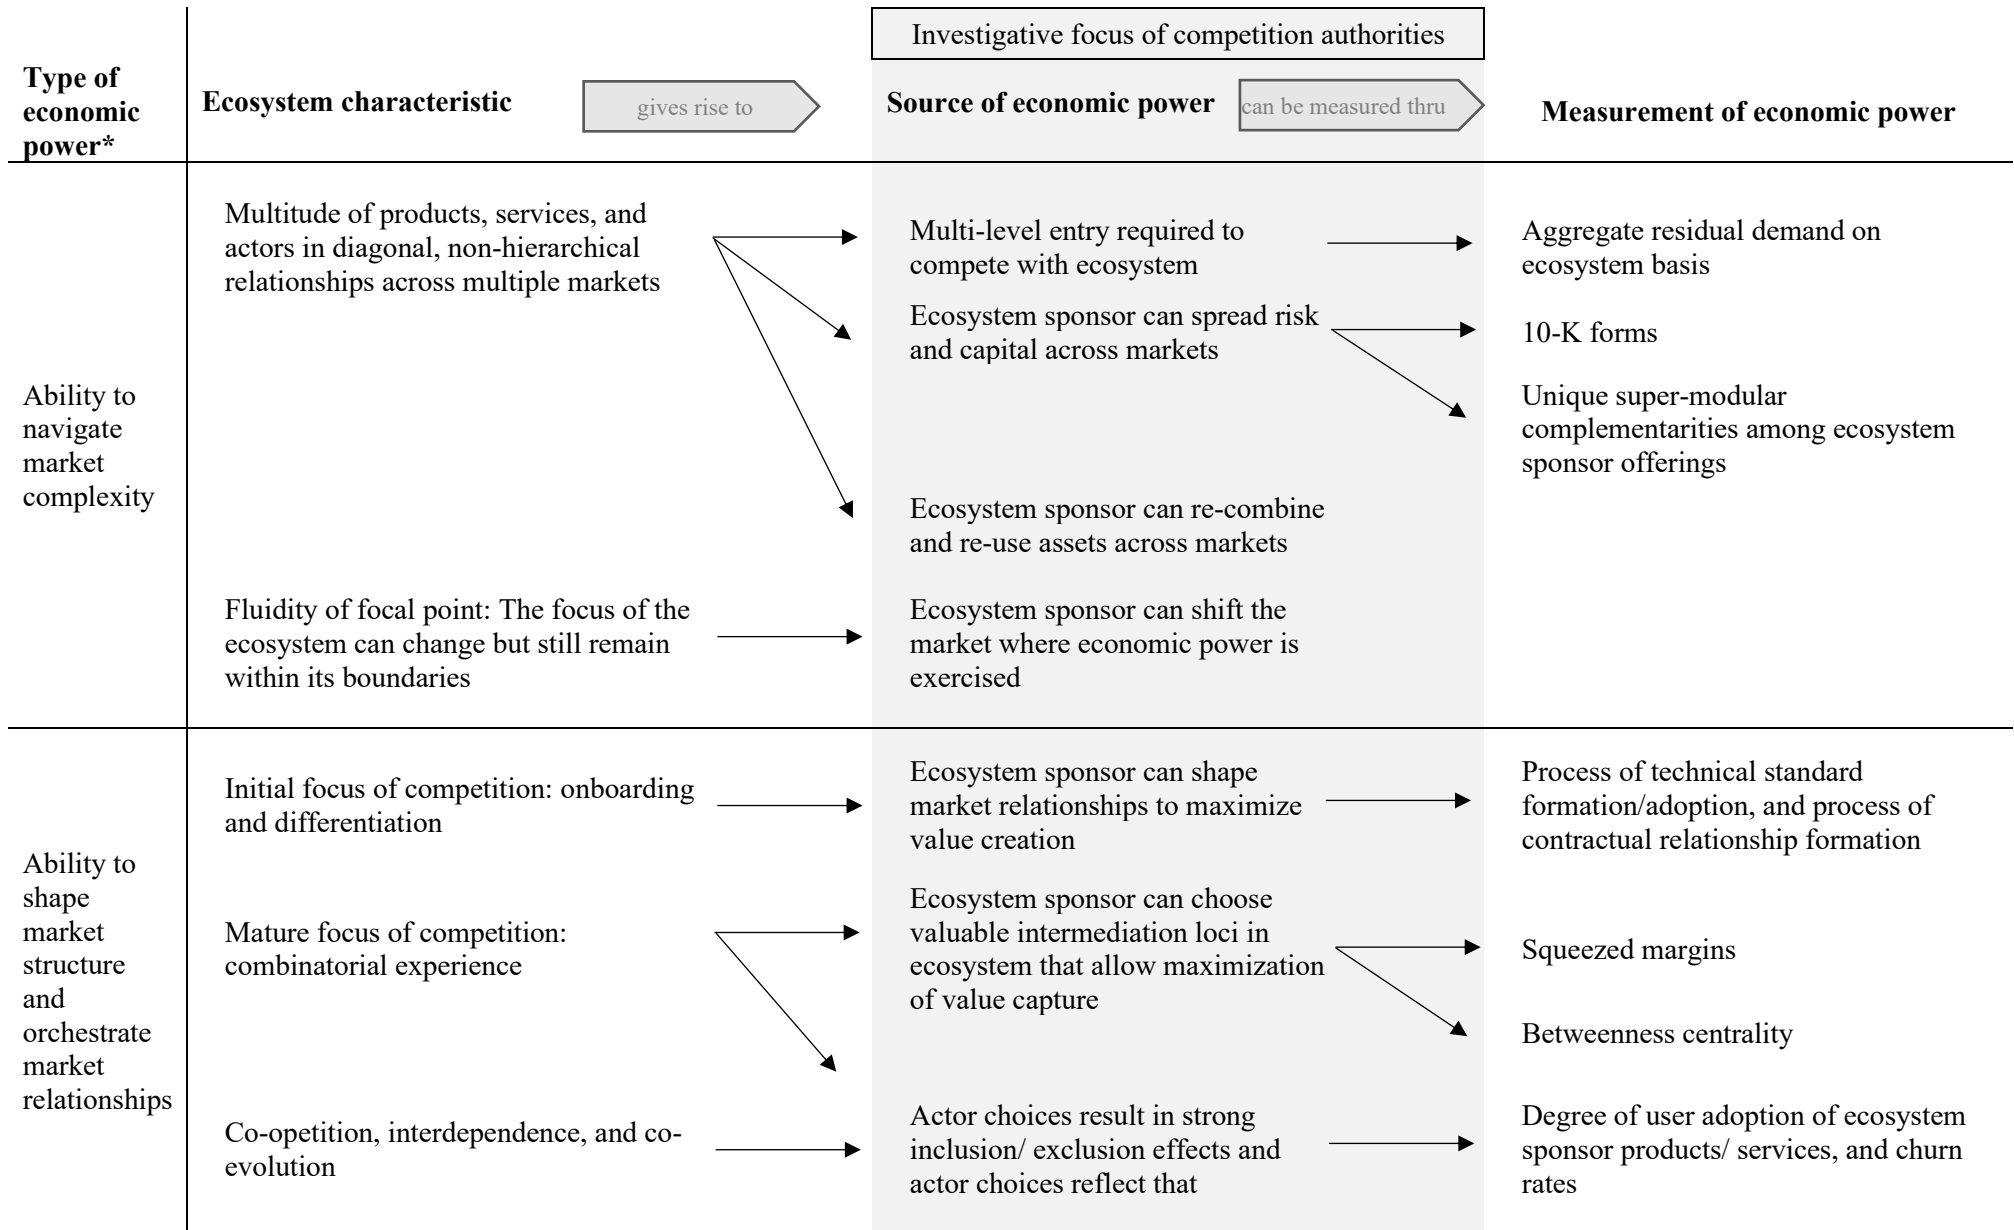 Investigative focus of competition authorities
Type of
economic
power*
Ecosystem characteristic
gives rise to
Source of economic power
can be measured thru
Measurement of economic power
Ability to
navigate
market
complexity
Multitude of products, services, and
actors in diagonal, non-hierarchical
relationships across multiple markets
Multi-level entry required to
compete with ecosystem
Aggregate residual demand on
ecosystem basis
Ecosystem sponsor can spread risk
and capital across markets
10-K forms
Unique super-modular
complementarities among ecosystem
sponsor offerings
Ecosystem sponsor can re-combine
and re-use assets across markets
Fluidity of focal point: The focus of the
ecosystem can change but still remain
within its boundaries
Ecosystem sponsor can shift the
market where economic power is
exercised
Ability to
shape
market
structure
and
orchestrate
market
relationships
Initial focus of competition: onboarding
and differentiation
Ecosystem sponsor can shape
market relationships to maximize
value creation
Process of technical standard
formation/adoption, and process of
contractual relationship formation
Mature focus of competition:
combinatorial experience
Ecosystem sponsor can choose
valuable intermediation loci in
ecosystem that allow maximization
of value capture
Squeezed margins
Betweenness centrality
Co-opetition, interdependence, and co-
evolution
Actor choices result in strong
inclusion/ exclusion effects and
actor choices reflect that
Degree of user adoption of ecosystem
sponsor products/ services, and churn
rates